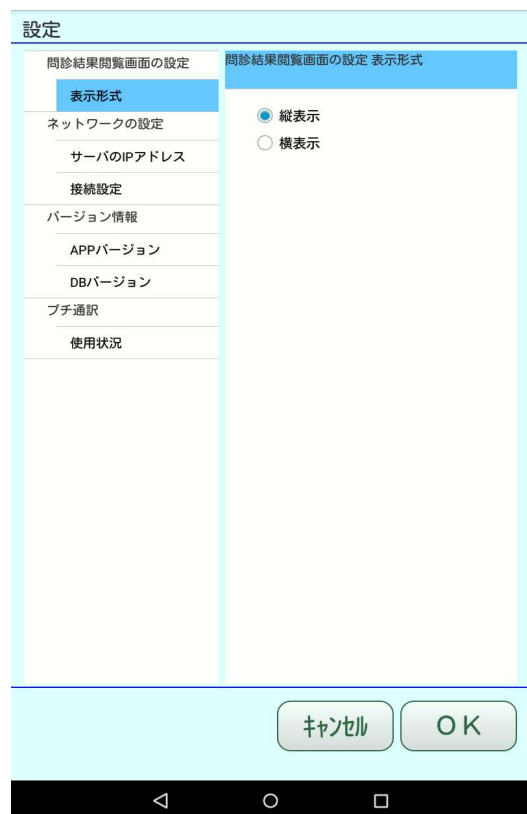 設定
問診結果閲覧画面の設定
表示形式
ネットワークの設定
サーバのIPアドレス
接続設定
バージョン情報
APPバージョン
DBバージョン
プチ通訳
使用状況
問診結果閲覧画面の設定 表示形式
縦表示
横表示
キャンセル
OK